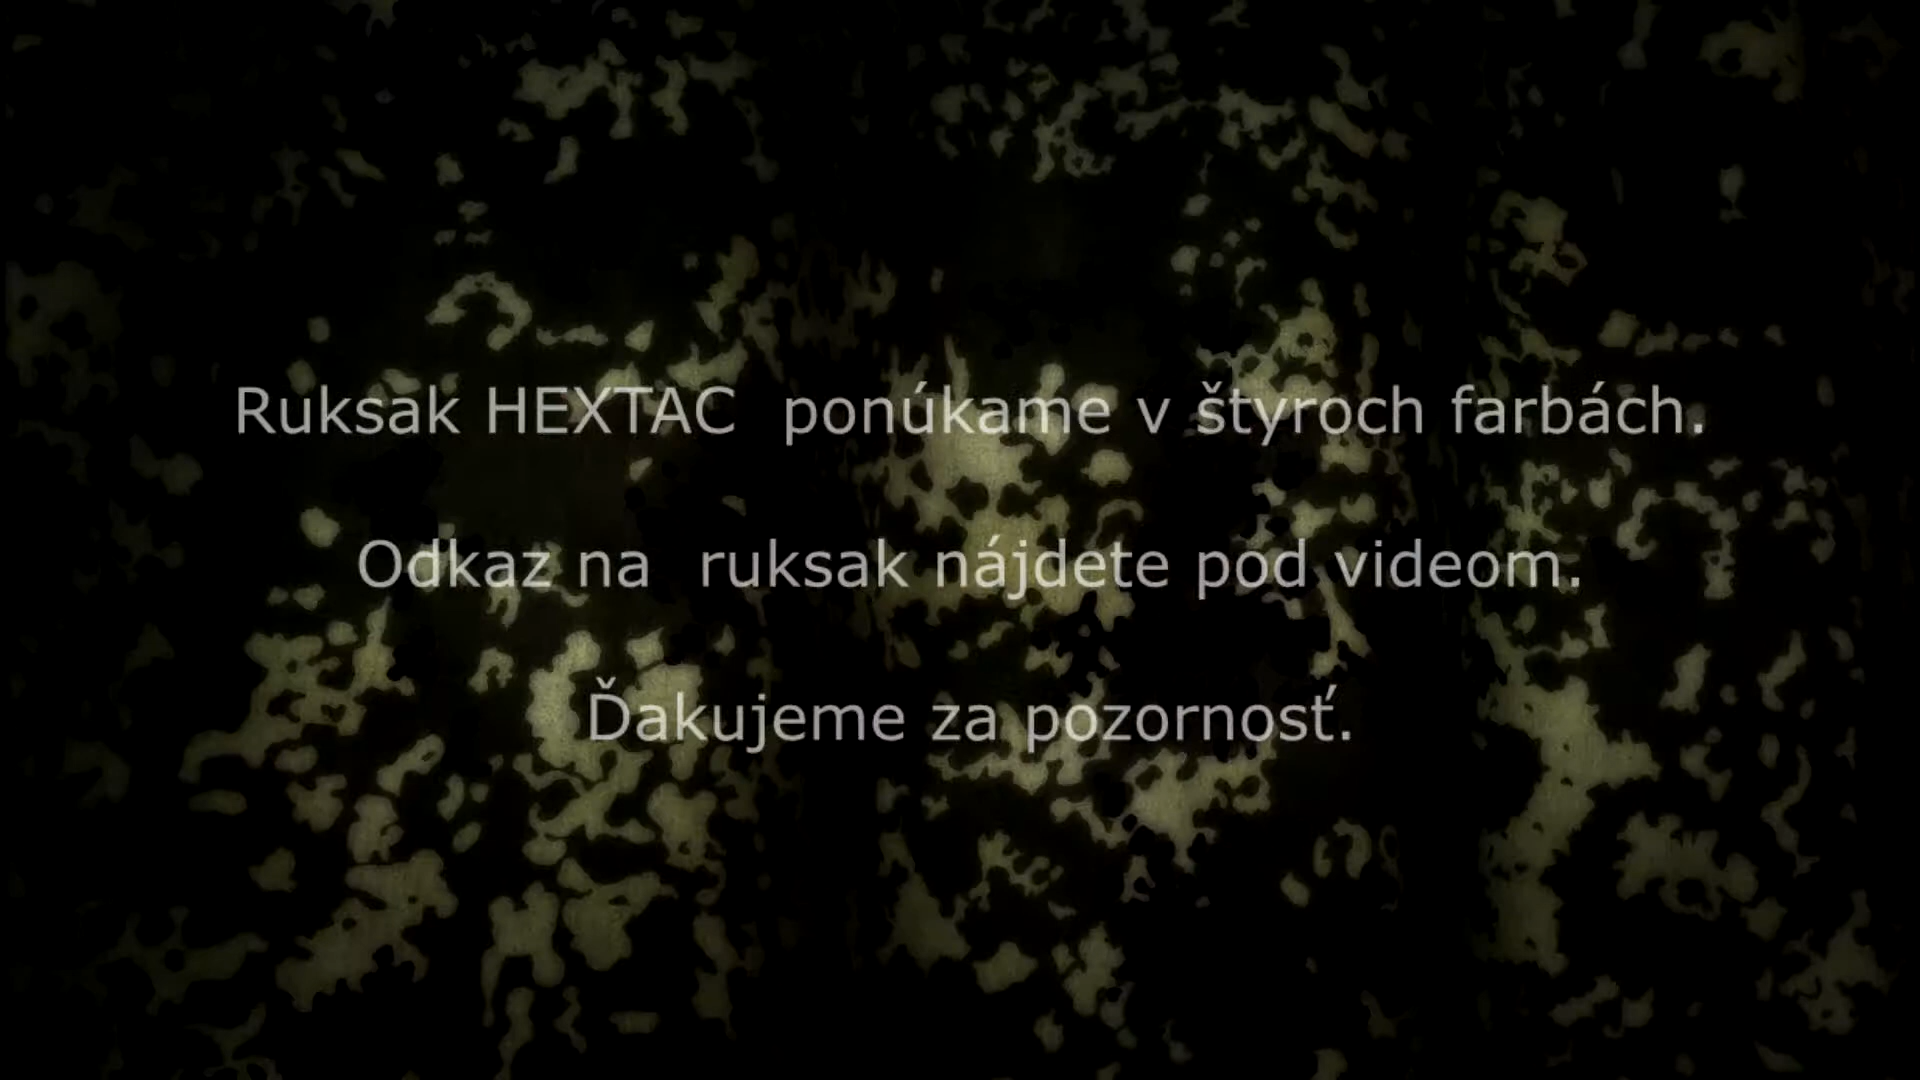 Ruksak HEXTAC  ponúkame v štyroch farbách.
Odkaz na  ruksak nájdete pod videom.
Ďakujeme za pozornosť.